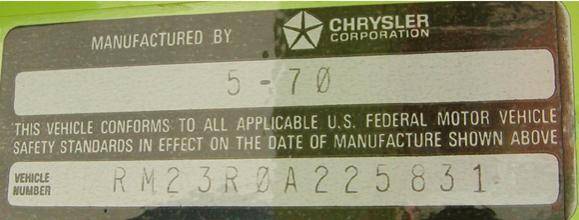 MANUFACTURED BY CHRYSLER CORPORATION
5-70
THIS VEHICLE CONFORMS TO ALL APPLICABLE U.S. FEDERAL MOTOR VEHICLE
SAFETY STANDARDS IN EFFECT ON THE DATE OF MANUFACTURE SHOWN ABOVE
VEHICLE NUMBER RM23R0A225831